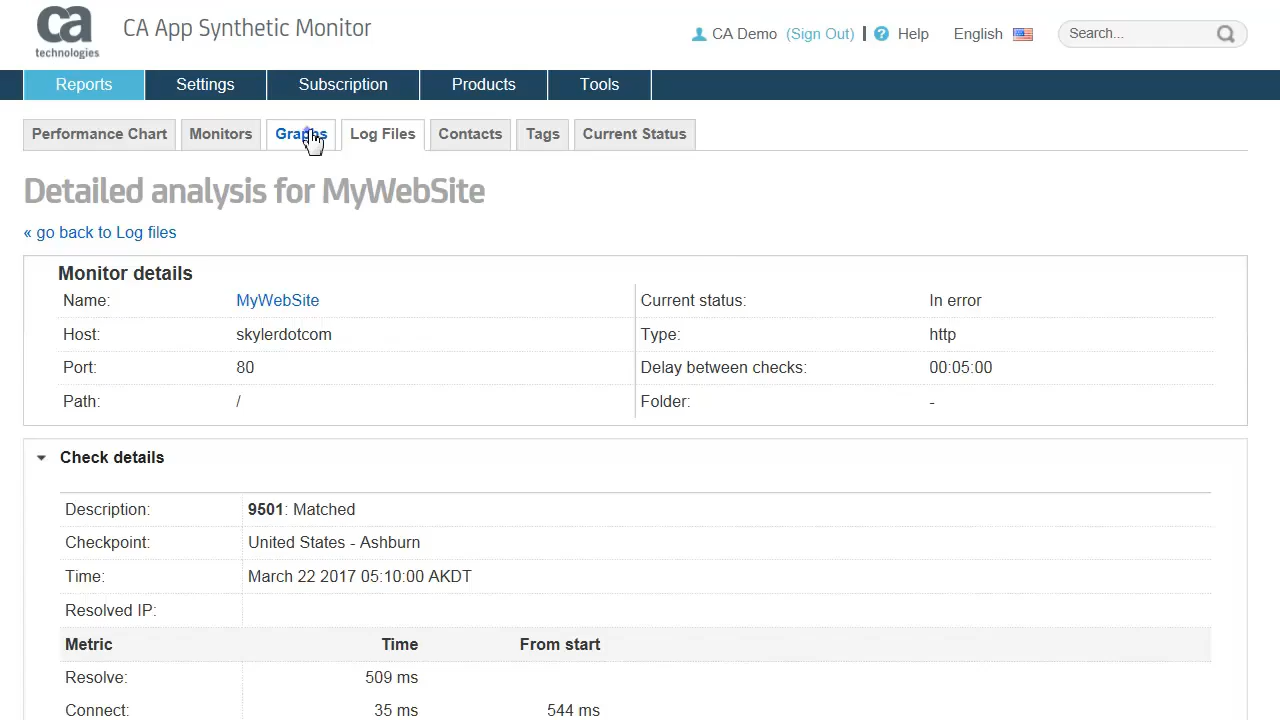 ca
technologies
CA App Synthetic Monitor
CA Demo (Sign Out) Help English Search...
Reports Settings Subscription Products Tools
Performance Chart Monitors Graphs Log Files Contacts Tags Current Status
Detailed analysis for MyWebSite
« go back to Log files
Monitor details
Name: MyWebSite Current status: In error
Host: skylerdotcom Type: http
Port: 80 Delay between checks: 00:05:00
Path: / Folder: -
Check details
Description: 9501: Matched
Checkpoint: United States - Ashburn
Time: March 22 2017 05:10:00 AKDT
Resolved IP:
Metric Time From start
Resolve: 509 ms
Connect: 35 ms 544 ms